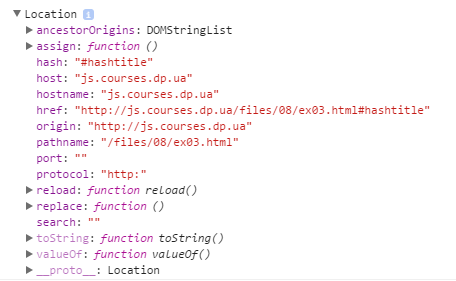 ▼ Location i
▶ ancestorOrigins: DOMStringList
▶ assign: function ()
hash: "#hashtitle"
host: "js.courses.dp.ua"
hostname: "js.courses.dp.ua"
href: "http://js.courses.dp.ua/files/08/ex03.html#hashtitle"
origin: "http://js.courses.dp.ua"
pathname: "/files/08/ex03.html"
port: ""
protocol: "http:"
▶ reload: function reload()
▶ replace: function ()
search: ""
▶ toString: function toString()
▶ valueOf: function valueOf()
▶ __proto__: Location